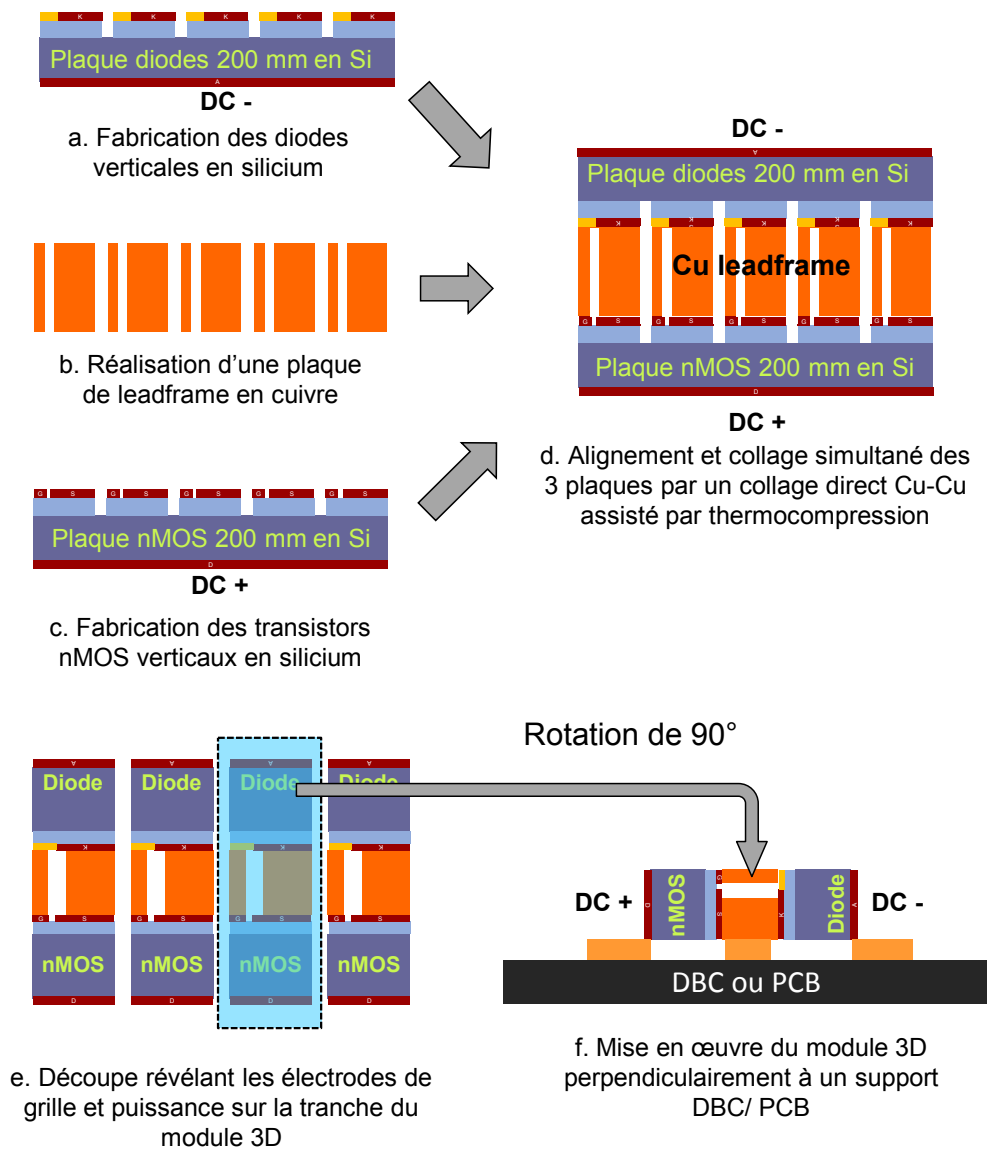 K K K K K
Plaque diodes 200 mm en Si
A
DC -
a. Fabrication des diodes
verticales en silicium
b. Réalisation d'une plaque
de leadframe en cuivre
G S G S G S G S G S
Plaque nMOS 200 mm en Si
D
DC +
c. Fabrication des transistors
nMOS verticaux en silicium
DC -
A
Plaque diodes 200 mm en Si
K K K K
Cu leadframe
G S G S G S G S G S
Plaque nMOS 200 mm en Si
D
DC +
d. Alignement et collage simultané des
3 plaques par un collage direct Cu-Cu
assisté par thermocompression
A A A A
Diode Diode Diode Diode
K K K K
G S G S G S G S
nMOS nMOS nMOS nMOS
D D D D
e. Découpe révélant les électrodes de
grille et puissance sur la tranche du
module 3D
Rotation de 90°
DC +
D
nMOS
G
S
K
Diode
A
DC -
DBC ou PCB
f. Mise en œuvre du module 3D
perpendiculairement à un support
DBC/ PCB